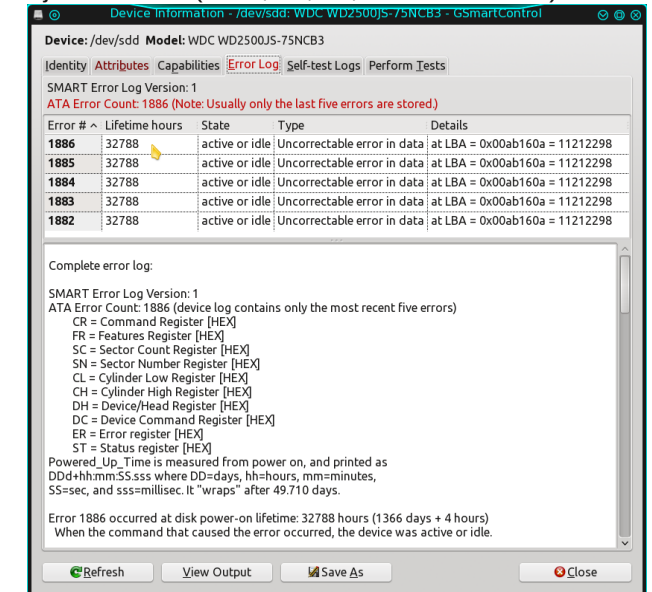 Device Information - /dev/sdd: WDC WD2500JS-75NCB3 - GSmartControl
Device: /dev/sdd Model: WDC WD2500JS-75NCB3
Identity Attributes Capabilities Error Log Self-test Logs Perform Tests
SMART Error Log Version: 1
ATA Error Count: 1886 (Note: Usually only the last five errors are stored.)
Error # Lifetime hours State Type Details
1886 32788 active or idle Uncorrectable error in data at LBA = 0x00ab160a = 11212298
1885 32788 active or idle Uncorrectable error in data at LBA = 0x00ab160a = 11212298
1884 32788 active or idle Uncorrectable error in data at LBA = 0x00ab160a = 11212298
1883 32788 active or idle Uncorrectable error in data at LBA = 0x00ab160a = 11212298
1882 32788 active or idle Uncorrectable error in data at LBA = 0x00ab160a = 11212298
Complete error log:
SMART Error Log Version: 1
ATA Error Count: 1886 (device log contains only the most recent five errors)
CR = Command Register [HEX]
FR = Features Register [HEX]
SC = Sector Count Register [HEX]
SN = Sector Number Register [HEX]
CL = Cylinder Low Register [HEX]
CH = Cylinder High Register [HEX]
DH = Device/Head Register [HEX]
DC = Device Command Register [HEX]
ER = Error register [HEX]
ST = Status register [HEX]
Powered_Up_Time is measured from power on, and printed as
DDd+hh:mm:SS.sss where DD=days, hh=hours, mm=minutes,
SS=sec, and sss=millisec. It "wraps" after 49.710 days.
Error 1886 occurred at disk power-on lifetime: 32788 hours (1366 days + 4 hours)
When the command that caused the error occurred, the device was active or idle.
Refresh View Output Save As Close